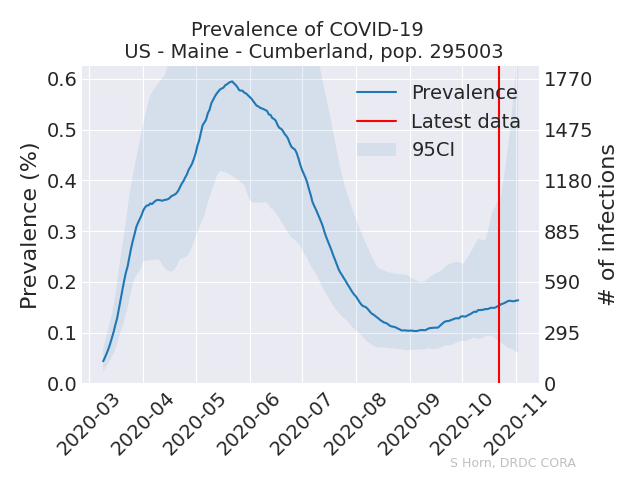 Prevalence of COVID-19
US - Maine - Cumberland, pop. 295003
Prevalence (%)
0.6
0.5
0.4
0.3
0.2
0.1
0.0
Prevalence
Latest data
95CI
1770
1475
1180
885
590
295
0
# of infections
2020-03
2020-04
2020-05
2020-06
2020-07
2020-08
2020-09
2020-10
2020-11
S Horn, DRDC CORA